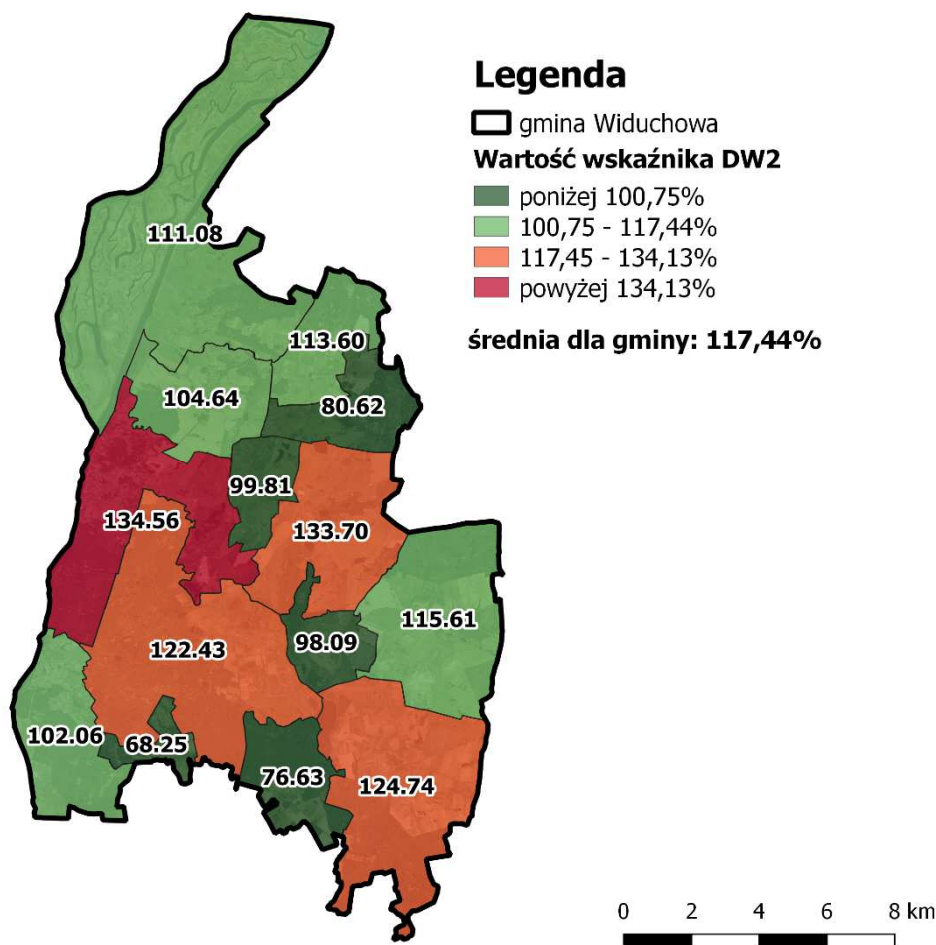 Legenda
gmina Widuchowa
Wartość wskaźnika DW2
poniżej 100,75%
100,75 - 117,44%
117,45 - 134,13%
powyżej 134,13%
średnia dla gminy: 117,44%
111.08
113.60
104.64
80.62
99.81
134.56
133.70
115.61
98.09
122.43
102.06
68.25
76.63
124.74
0 2 4 6 8 km